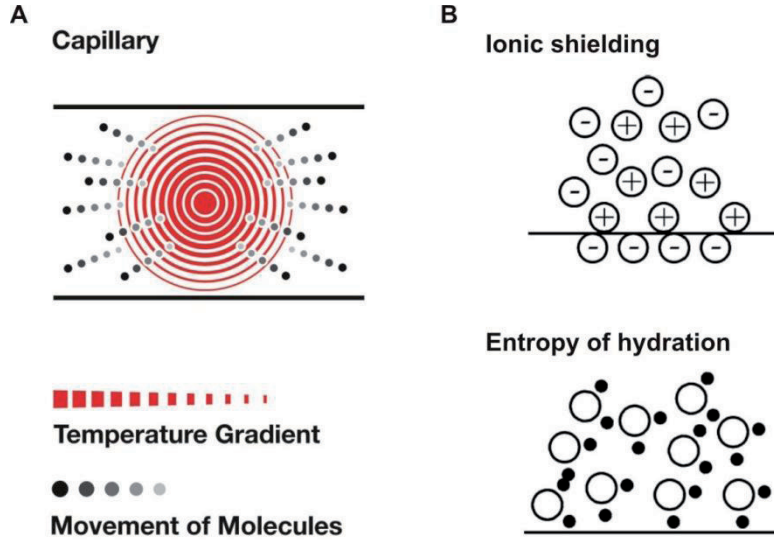 A
Capillary
Temperature Gradient
Movement of Molecules
B
Ionic shielding
-
- + + -
- + - +
-
+ + +
- - - -
Entropy of hydration